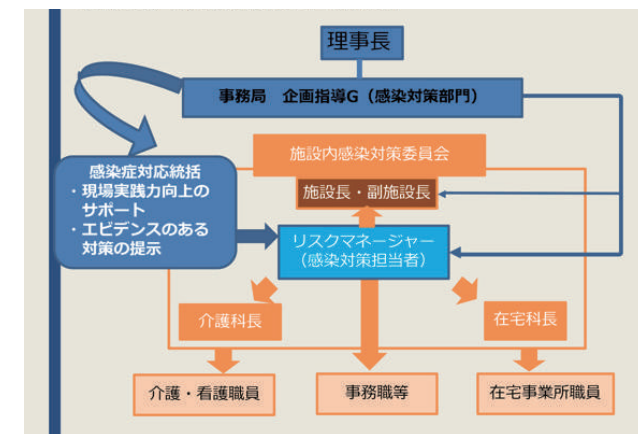 理事長
事務局　企画指導G（感染対策部門）
施設内感染対策委員会
感染症対応統括
・現場実践力向上の
サポート
・エビデンスのある
対策の提示
施設長・副施設長
リスクマネージャー
（感染対策担当者）
介護科長
在宅科長
介護・看護職員
事務職等
在宅事業所職員